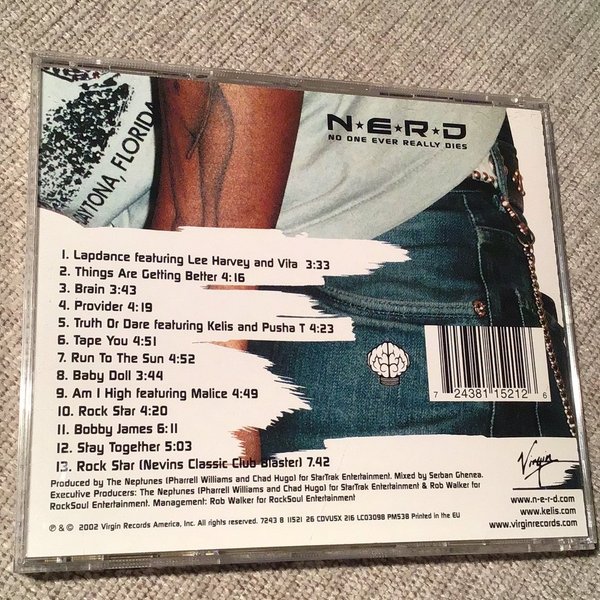 N★E★R★D
NO ONE EVER REALLY DIES
ANTONA, FLORIDA
1. Lapdance featuring Lee Harvey and Vita 3:33
2. Things Are Getting Better 4:16
3. Brain 3:43
4. Provider 4:19
5. Truth Or Dare featuring Kelis and Pusha T 4:23
6. Tape You 4:51
7. Run To The Sun 4:52
8. Baby Doll 3:44
9. Am I High featuring Malice 4:49
10. Rock Star 4:20
11. Bobby James 6:11
12. Stay Together 5:03
13. Rock Star (Nevins Classic Club Blaster) 7.42
7 24381 15212 6
Virgin
Produced by The Neptunes (Pharrell Williams and Chad Hugo) for StarTrak Entertainment. Mixed by Serban Ghenea.
Executive Producers: The Neptunes (Pharrell Williams and Chad Hugo) for StarTrak Entertainment & Rob Walker for
RockSoul Entertainment. Management: Rob Walker for RockSoul Entertainment
℗ & © 2002 Virgin Records America, Inc. All rights reserved. 7243 8 11521 26 CDVUSX 216 LC03098 PM538 Printed in the EU
www.n-e-r-d.com
www.kelis.com
www.virginrecords.com